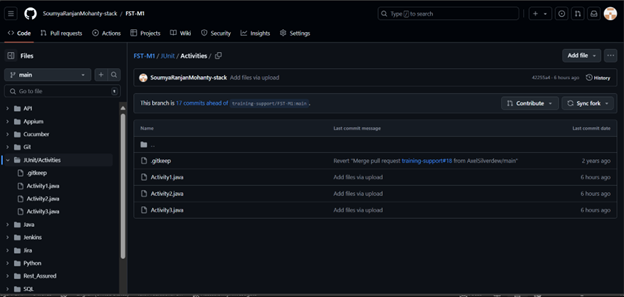 SoumyaRanjanMohanty-stack / FST-M1
Type / to search
Code Pull requests Actions Projects Wiki Security Insights Settings
Files
main
Go to file
API
Appium
Cucumber
Git
JUnit/Activities
.gitkeep
Activity1.java
Activity2.java
Activity3.java
Java
Jenkins
Jira
Python
Rest_Assured
SQL
FST-M1 / JUnit / Activities /
Add file
SoumyaRanjanMohanty-stack Add files via upload
42255a4 · 6 hours ago History
This branch is 17 commits ahead of training-support/FST-M1:main.
Contribute Sync fork
Name Last commit message Last commit date
..
.gitkeep Revert "Merge pull request training-support#18 from AxelSilverdew/main" 2 years ago
Activity1.java Add files via upload 6 hours ago
Activity2.java Add files via upload 6 hours ago
Activity3.java Add files via upload 6 hours ago